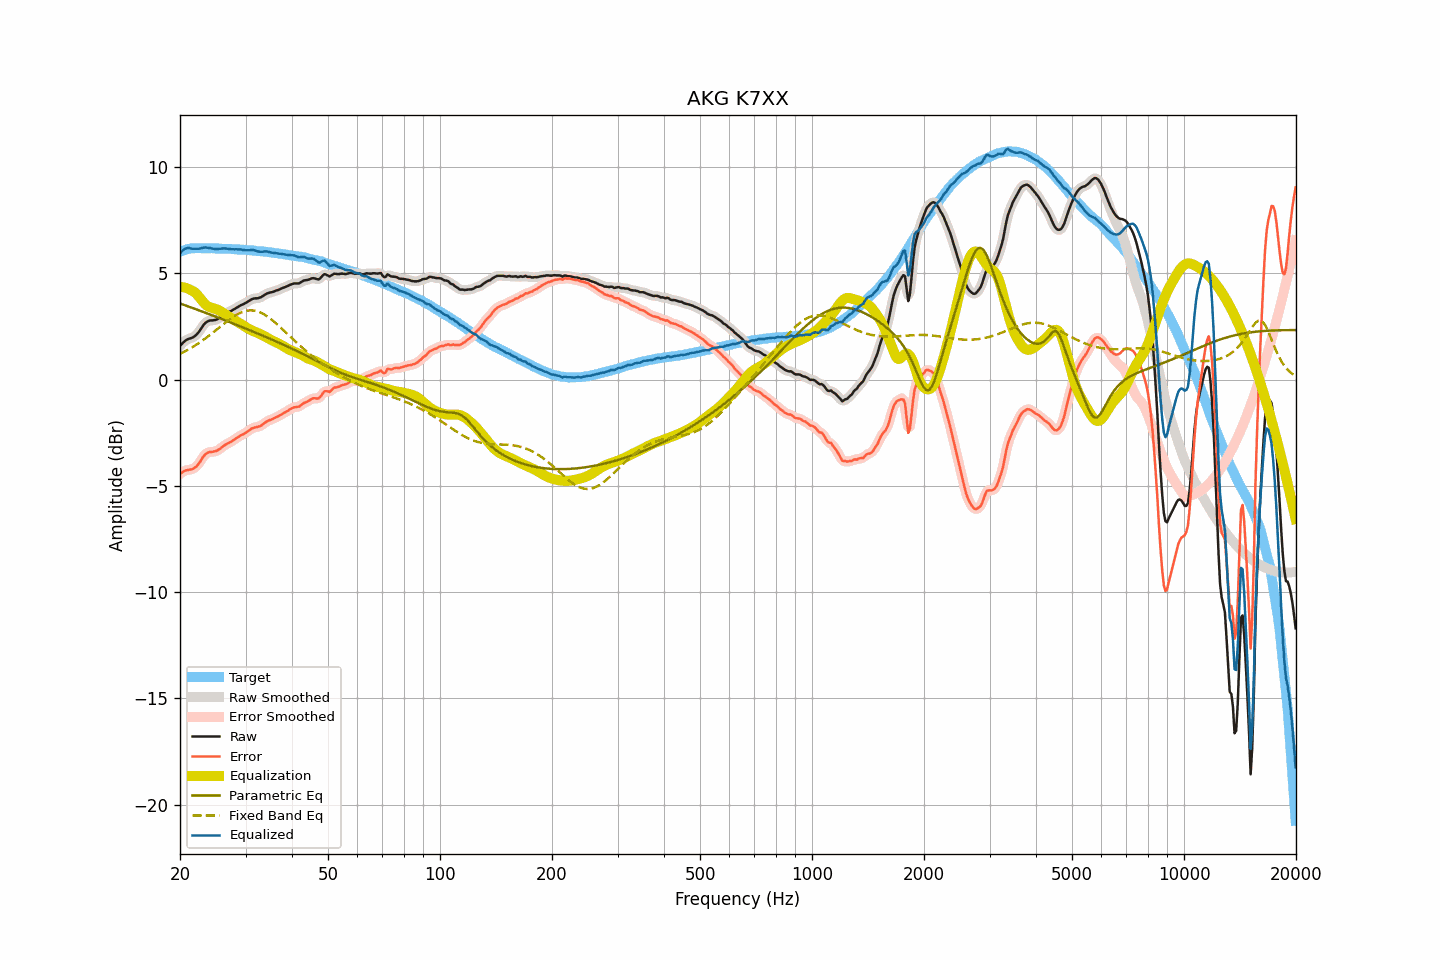 AKG K7XX
Amplitude (dBr)
10
5
0
−5
−10
−15
−20
Target
Raw Smoothed
Error Smoothed
Raw
Error
Equalization
Parametric Eq
Fixed Band Eq
Equalized
20 50 100 200 500 1000 2000 5000 10000 20000
Frequency (Hz)